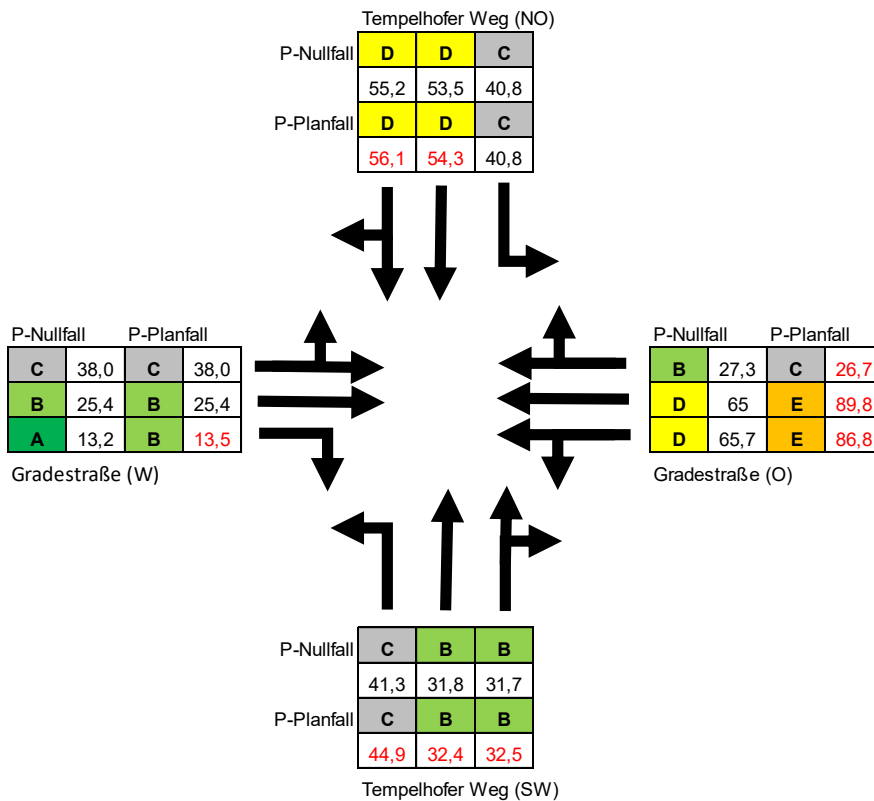 Tempelhofer Weg (NO)
P-Nullfall D D C
55,2 53,5 40,8
P-Planfall D D C
56,1 54,3 40,8
P-Nullfall P-Planfall
C 38,0 C 38,0
B 25,4 B 25,4
A 13,2 B 13,5
Gradestraße (W)
P-Nullfall P-Planfall
B 27,3 C 26,7
D 65 E 89,8
D 65,7 E 86,8
Gradestraße (O)
P-Nullfall C B B
41,3 31,8 31,7
P-Planfall C B B
44,9 32,4 32,5
Tempelhofer Weg (SW)